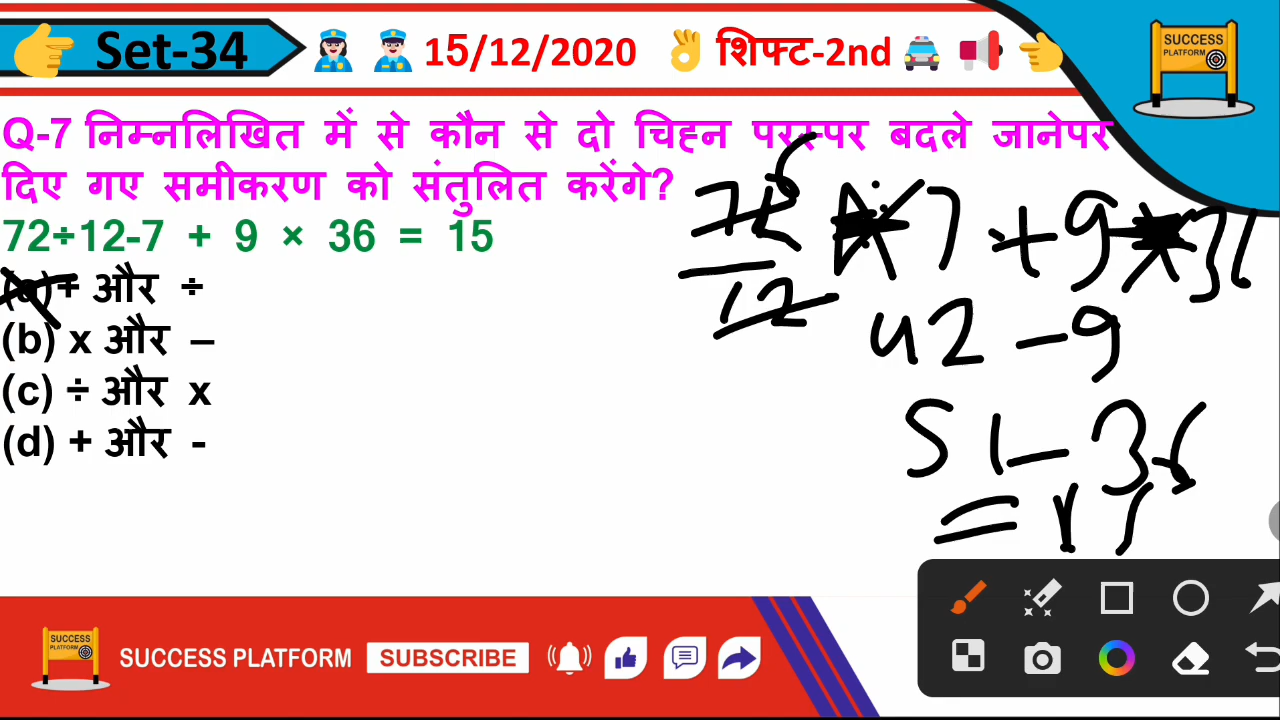 Set-34 15/12/2020 शिफ्ट-2nd
SUCCESS
PLATFORM
Q-7 निम्नलिखित में से कौन से दो चिह्न परस्पर बदले जानेपर
दिए गए समीकरण को संतुलित करेंगे?
72÷12-7 + 9 × 36 = 15
(a)+ और ÷
(b) x और –
(c) ÷ और x
(d) + और -
72 6
12
7 + 9 36
42 - 9
51 - 36
= 15
SUCCESS
PLATFORM
SUCCESS PLATFORM SUBSCRIBE